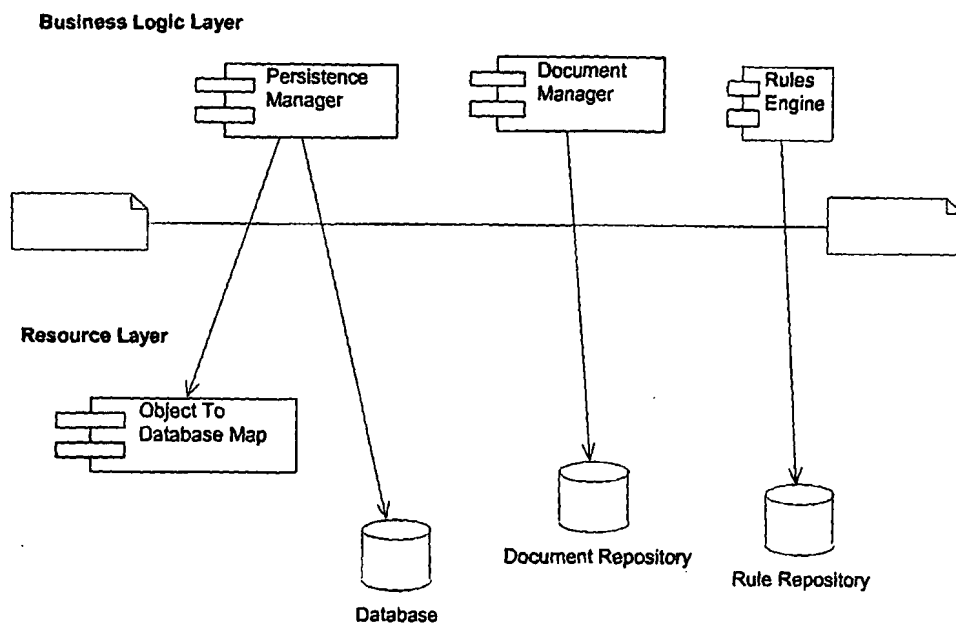 Business Logic Layer
Persistence
Manager
Document
Manager
Rules
Engine
Resource Layer
Object To
Database Map
Document Repository
Rule Repository
Database